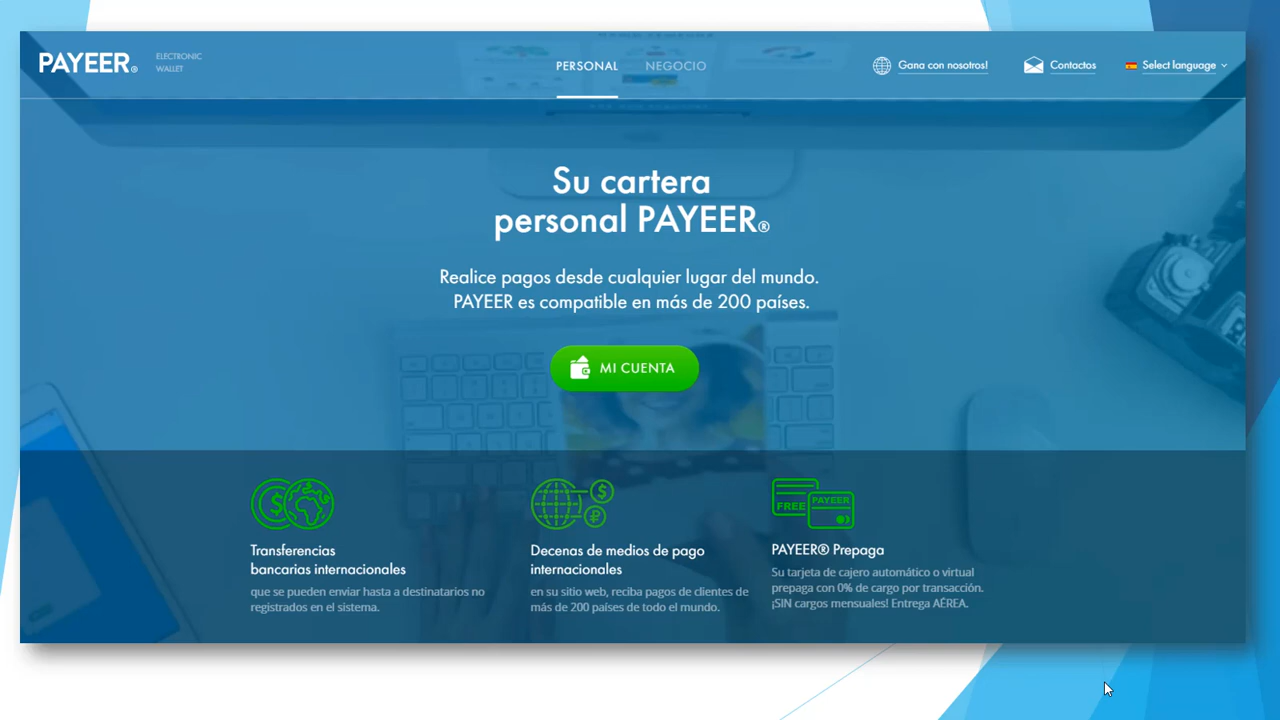 PAYEER®
ELECTRONIC
WALLET
PERSONAL
NEGOCIO
Gana con nosotros!
Contactos
Select language
Su cartera
personal PAYEER®
Realice pagos desde cualquier lugar del mundo.
PAYEER es compatible en más de 200 países.
MI CUENTA
Transferencias
bancarias internacionales
que se pueden enviar hasta a destinatarios no
registrados en el sistema.
Decenas de medios de pago
internacionales
en su sitio web, reciba pagos de clientes de
más de 200 países de todo el mundo.
FREE
PAYEER
PAYEER® Prepaga
Su tarjeta de cajero automático o virtual
prepaga con 0% de cargo por transacción.
¡SIN cargos mensuales! Entrega AÉREA.